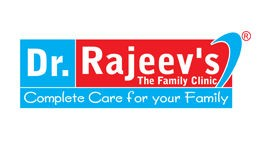 Dr. Rajeev's ®
The Family Clinic
Complete Care for your Family